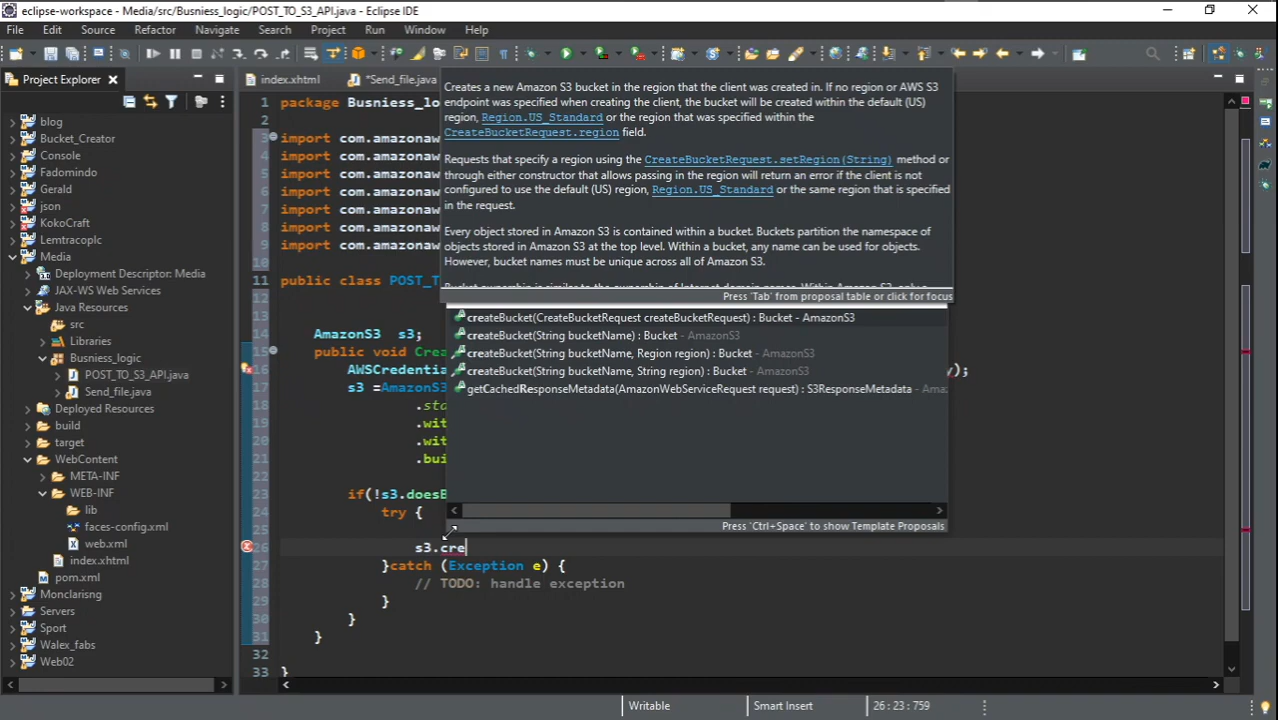 eclipse-workspace - Media/src/Busniess_logic/POST_TO_S3_API.java - Eclipse IDE
File Edit Source Refactor Navigate Search Project Run Window Help
Project Explorer
index.xhtml
*Send_file.java
blog
Bucket_Creator
Console
Fadomindo
Gerald
json
KokoCraft
Lemtracoplc
Media
Deployment Descriptor: Media
JAX-WS Web Services
Java Resources
src
Libraries
Busniess_logic
POST_TO_S3_API.java
Send_file.java
Deployed Resources
build
target
WebContent
META-INF
WEB-INF
lib
faces-config.xml
web.xml
index.xhtml
pom.xml
Monclarisng
Servers
Sport
Walex_fabs
Web02
1 package Busniess_lo
2
3 import com.amazonaw
4 import com.amazonaw
5 import com.amazonaw
6 import com.amazonaw
7 import com.amazonaw
8 import com.amazonaw
9 import com.amazonaw
10
11 public class POST_T
12
13
14 AmazonS3 s3;
15 public void Crea
16 AWSCredentia y);
17 s3 =AmazonS3
18 .sta
19 .wit
20 .wit
21 .bui
22
23 if(!s3.doesB
24 try {
25
26 s3.cre
27 }catch (Exception e) {
28 // TODO: handle exception
29 }
30 }
31 }
32
33 }
Creates a new Amazon S3 bucket in the region that the client was created in. If no region or AWS S3
endpoint was specified when creating the client, the bucket will be created within the default (US)
region, Region.US_Standard or the region that was specified within the
CreateBucketRequest.region field.
Requests that specify a region using the CreateBucketRequest.setRegion(String) method or
through either constructor that allows passing in the region will return an error if the client is not
configured to use the default (US) region, Region.US_Standard or the same region that is specified
in the request.
Every object stored in Amazon S3 is contained within a bucket. Buckets partition the namespace of
objects stored in Amazon S3 at the top level. Within a bucket, any name can be used for objects.
However, bucket names must be unique across all of Amazon S3.
Press 'Tab' from proposal table or click for focus
createBucket(CreateBucketRequest createBucketRequest) : Bucket - AmazonS3
createBucket(String bucketName) : Bucket - AmazonS3
createBucket(String bucketName, Region region) : Bucket - AmazonS3
createBucket(String bucketName, String region) : Bucket - AmazonS3
getCachedResponseMetadata(AmazonWebServiceRequest request) : S3ResponseMetadata - Amaz
Press 'Ctrl+Space' to show Template Proposals
Writable Smart Insert 26 : 23 : 759